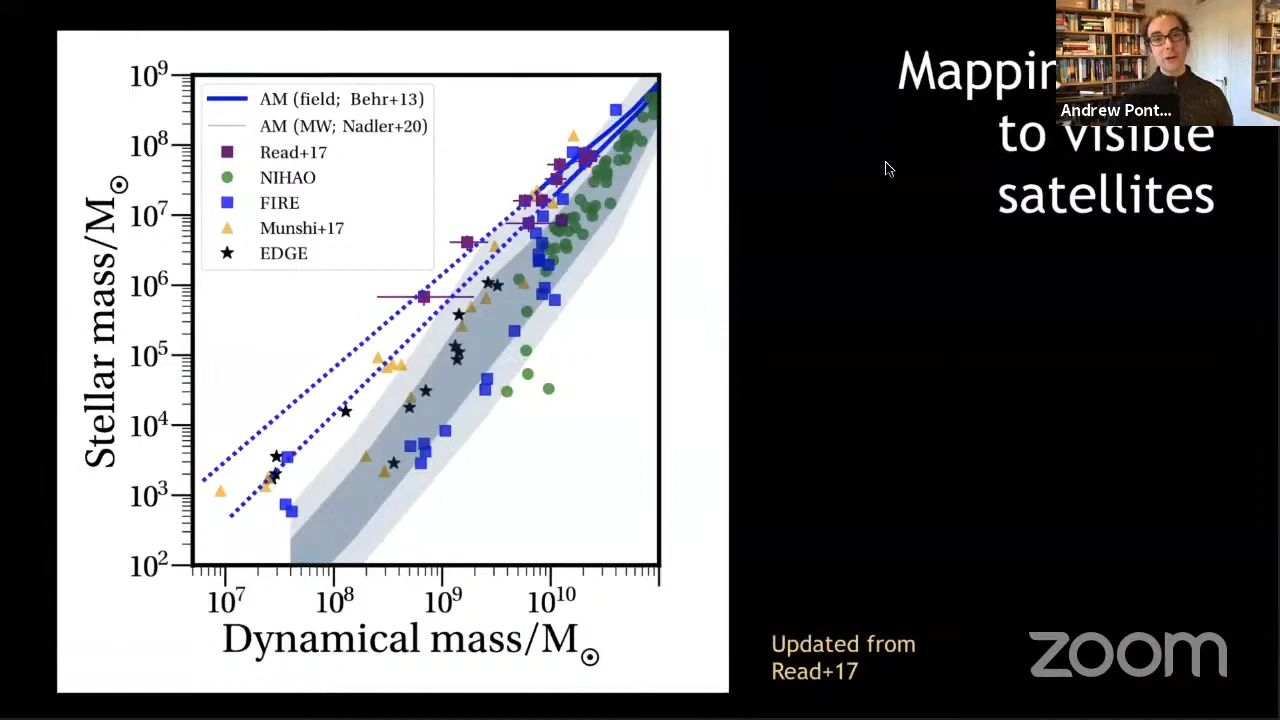 Mappin
to visible
satellites
Andrew Pont...
10⁹
10⁸
10⁷
10⁶
10⁵
10⁴
10³
10²
Stellar mass/M☉
AM (field; Behr+13)
AM (MW; Nadler+20)
Read+17
NIHAO
FIRE
Munshi+17
EDGE
10⁷ 10⁸ 10⁹ 10¹⁰
Dynamical mass/M☉
Updated from
Read+17
zoom